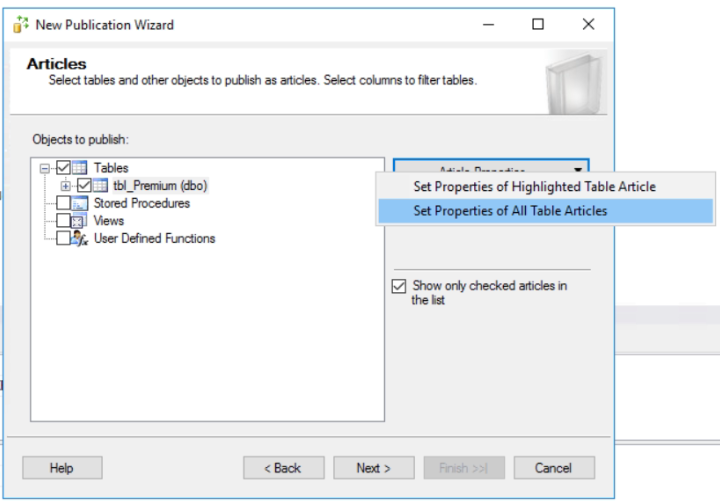 New Publication Wizard
Articles
Select tables and other objects to publish as articles. Select columns to filter tables.
Objects to publish:
Tables
tbl_Premium (dbo)
Stored Procedures
Views
User Defined Functions
Article Properties
Set Properties of Highlighted Table Article
Set Properties of All Table Articles
Show only checked articles in
the list
Help
< Back
Next >
Finish >>|
Cancel